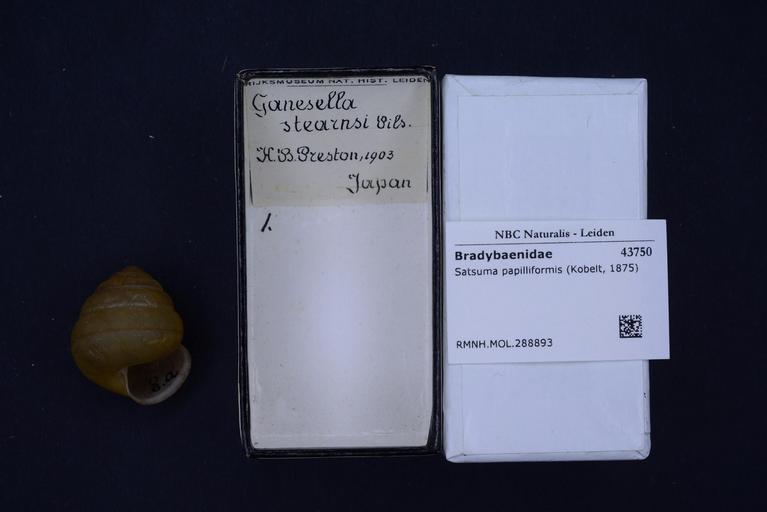 RIJKSMUSEUM NAT. HIST. LEIDEN
Ganesella
stearnsi Pils.
H.B.Preston, 1903
Japan
1.
NBC Naturalis - Leiden
Bradybaenidae 43750
Satsuma papilliformis (Kobelt, 1875)
RMNH.MOL.288893
8.a